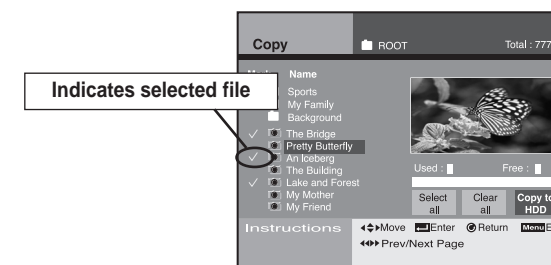 Copy
ROOT
Total : 777
Name
Indicates selected file
Sports
My Family
Background
The Bridge
Pretty Butterfly
An Iceberg
The Building
Lake and Forest
My Mother
My Friend
Used :
Free :
Select all
Clear all
Copy to HDD
Instructions
Move Enter Return Menu E
Prev/Next Page